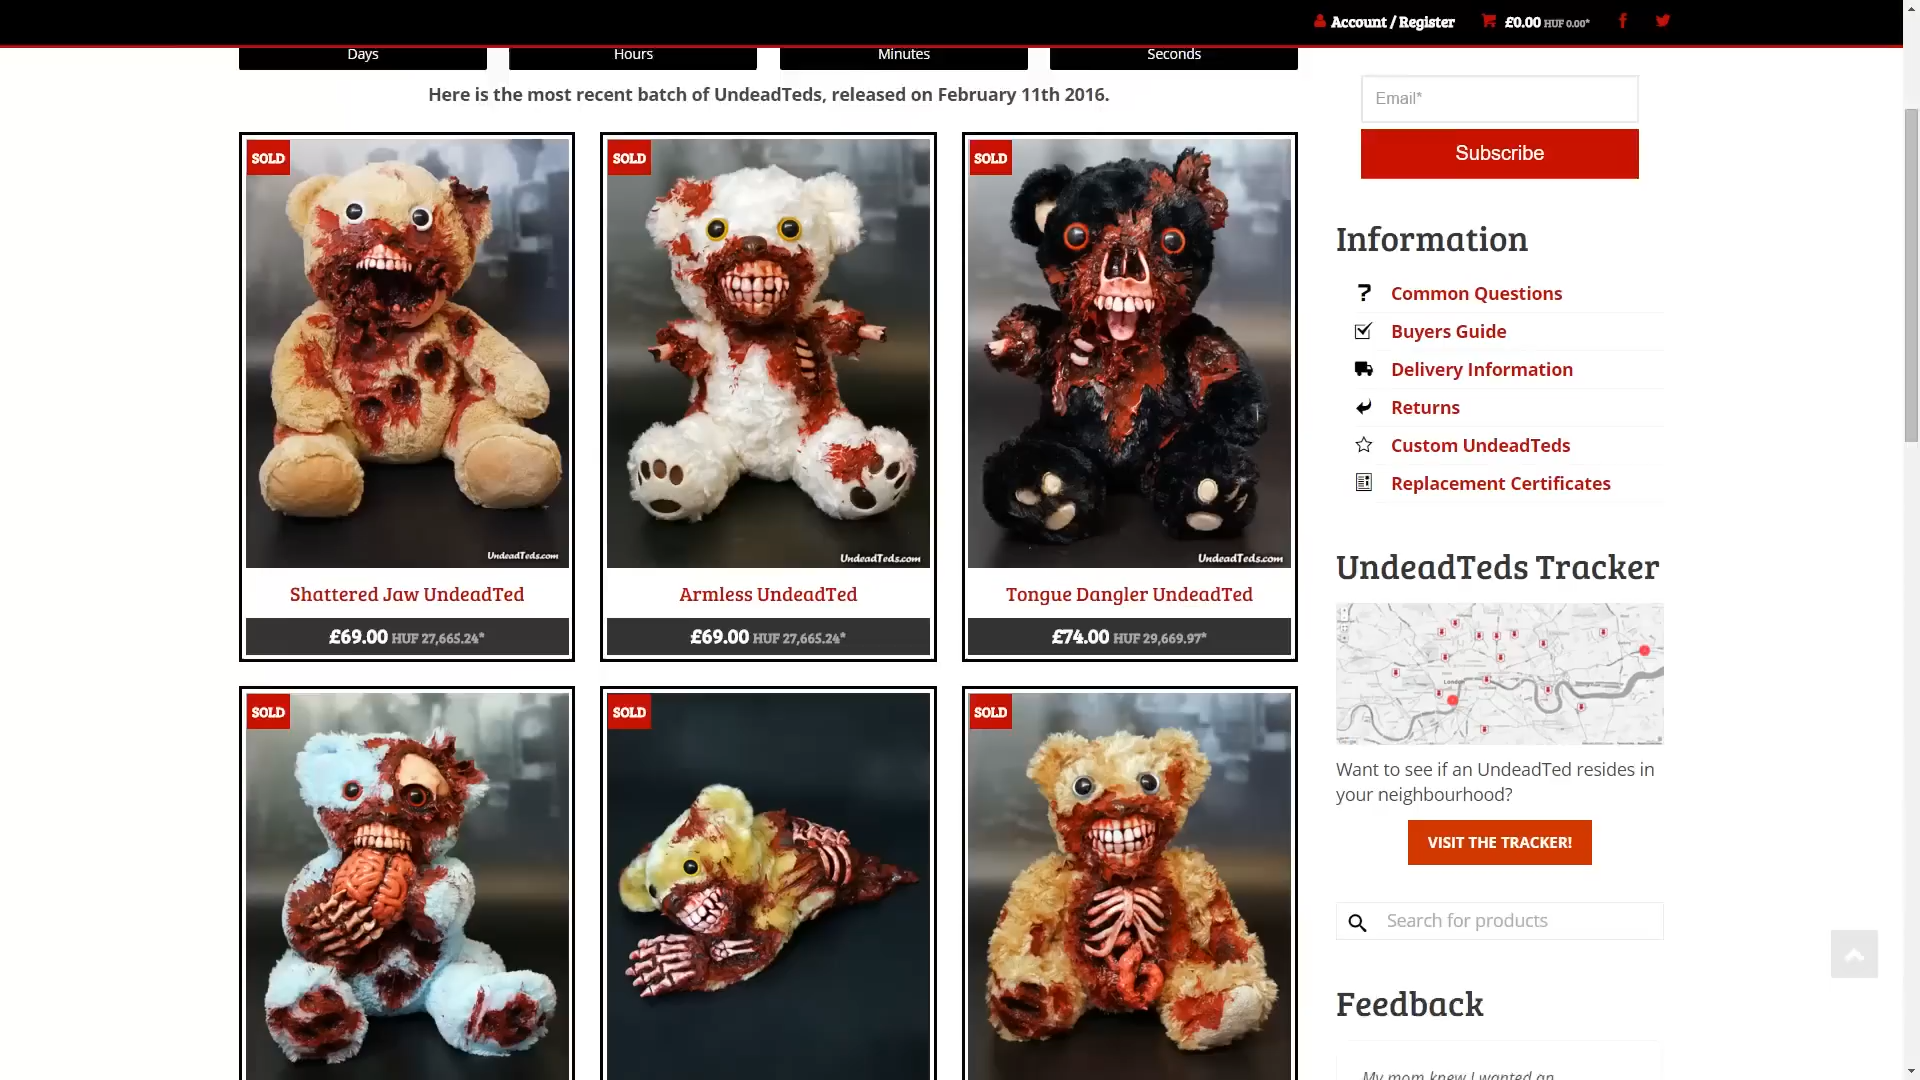 Account / Register
£0.00 HUF 0.00*
Days
Hours
Minutes
Seconds
Here is the most recent batch of UndeadTeds, released on February 11th 2016.
SOLD
UndeadTeds.com
Shattered Jaw UndeadTed
£69.00 HUF 27,665.24*
SOLD
UndeadTeds.com
Armless UndeadTed
£69.00 HUF 27,665.24*
SOLD
UndeadTeds.com
Tongue Dangler UndeadTed
£74.00 HUF 29,669.97*
SOLD
SOLD
SOLD
Email*
Subscribe
Information
Common Questions
Buyers Guide
Delivery Information
Returns
Custom UndeadTeds
Replacement Certificates
UndeadTeds Tracker
London
Want to see if an UndeadTed resides in
your neighbourhood?
VISIT THE TRACKER!
Search for products
Feedback
My mom knew I wanted an